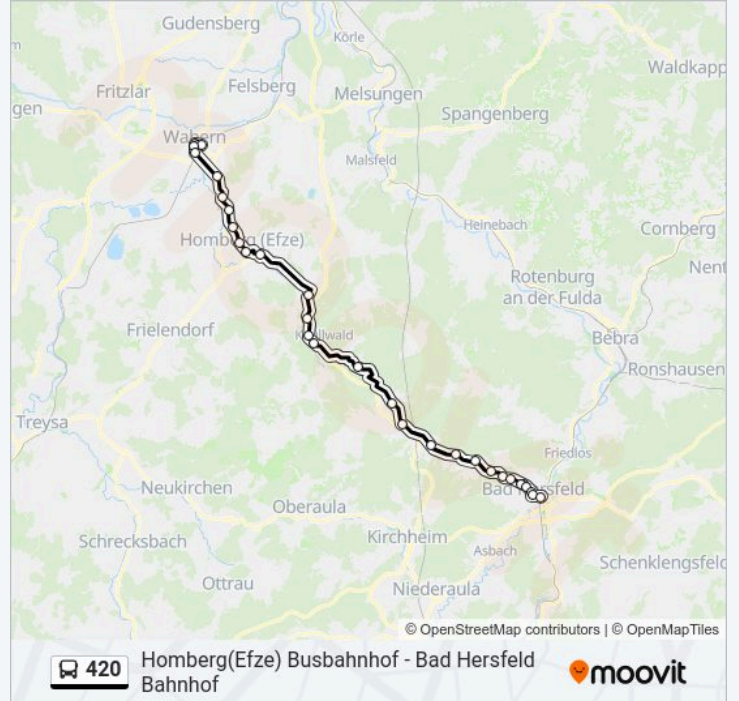 Gudensberg
Körle
Waldkapp
Fritzlar
Felsberg
Melsungen
gen
Spangenberg
Wabern
Malsfeld
Heinebach
Cornberg
Homberg (Efze)
Nent
Rotenburg
an der Fulda
Frielendorf
Knüllwald
Bebra
Ronshausen
Treysa
Friedlos
Neukirchen
Bad Hersfeld
Oberaula
Schrecksbach
Kirchheim
Asbach
Schenklengsfeld
Ottrau
Niederaula
© OpenStreetMap contributors | © OpenMapTiles
420
Homberg(Efze) Busbahnhof - Bad Hersfeld
Bahnhof
moovit